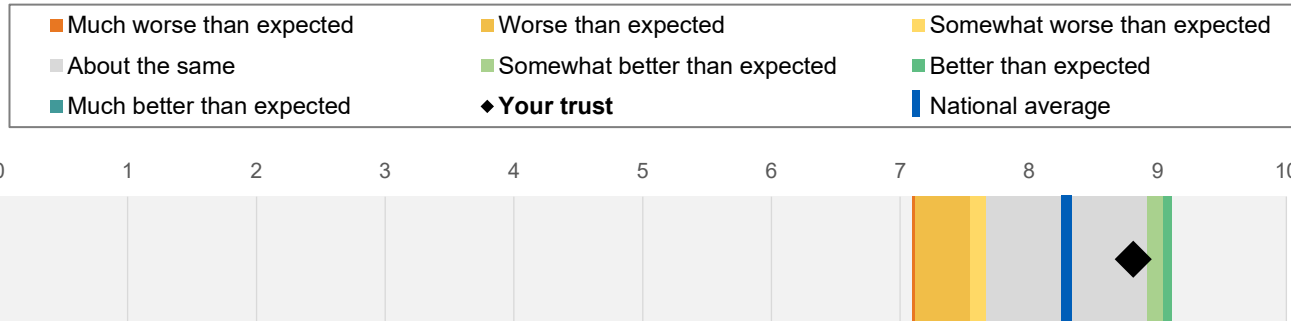 Much worse than expected Worse than expected Somewhat worse than expected
About the same Somewhat better than expected Better than expected
Much better than expected Your trust National average
0 1 2 3 4 5 6 7 8 9 10